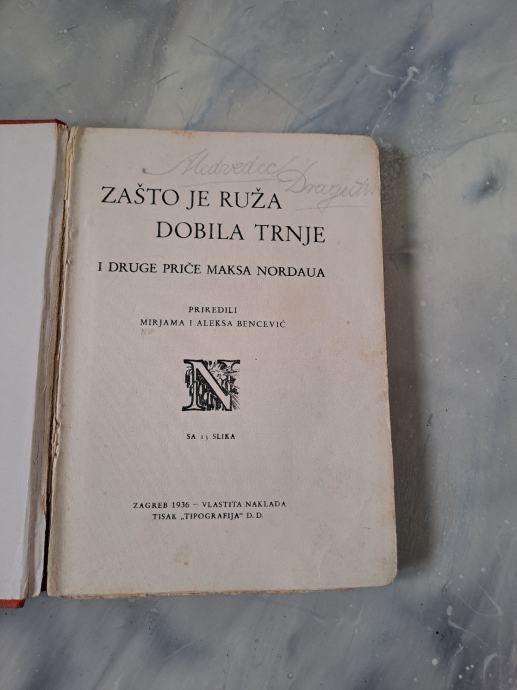 Medvedec
ZAŠTO JE RUŽA
DOBILA TRNJE
I DRUGE PRIČE MAKSA NORDAUA
PRIREDILI
MIRJAMA I ALEKSA BENCEVIĆ
N
SA 15 SLIKA
ZAGREB 1936 — VLASTITA NAKLADA
TISAK „TIPOGRAFIJA" D. D.